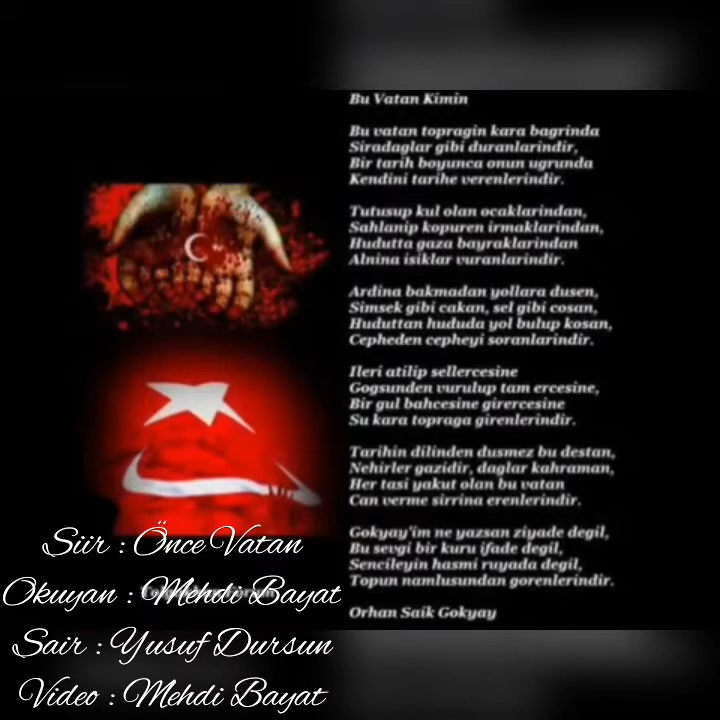 Bu Vatan Kimin
Bu vatan topragin kara bagrinda
Siradaglar gibi duranlarindir,
Bir tarih boyunca onun ugrunda
Kendini tarihe verenlerindir.
Tutusup kul olan ocaklarindan,
Sahlanip kopuren irmaklarindan,
Hudutta gaza bayraklarindan
Alnina isiklar vuranlarindir.
Ardina bakmadan yollara dusen,
Simsek gibi cakan, sel gibi cosan,
Huduttan hududa yol bulup kosan,
Cepheden cepheyi soranlarindir.
Ileri atilip sellercesine
Gogsunden vurulup tam ercesine,
Bir gul bahcesine girercesine
Su kara topraga girenlerindir.
Tarihin dilinden dusmez bu destan,
Nehirler gazidir, daglar kahraman,
Her tasi yakut olan bu vatan
Can verme sirrina erenlerindir.
Gokyay'im ne yazsan ziyade degil,
Bu sevgi bir kuru ifade degil,
Sencileyin hasmi ruyada degil,
Topun namlusundan gorenlerindir.
Orhan Saik Gokyay
Siir : Önce Vatan
Okuyan : Mehdi Bayat
Sair : Yusuf Dursun
Video : Mehdi Bayat